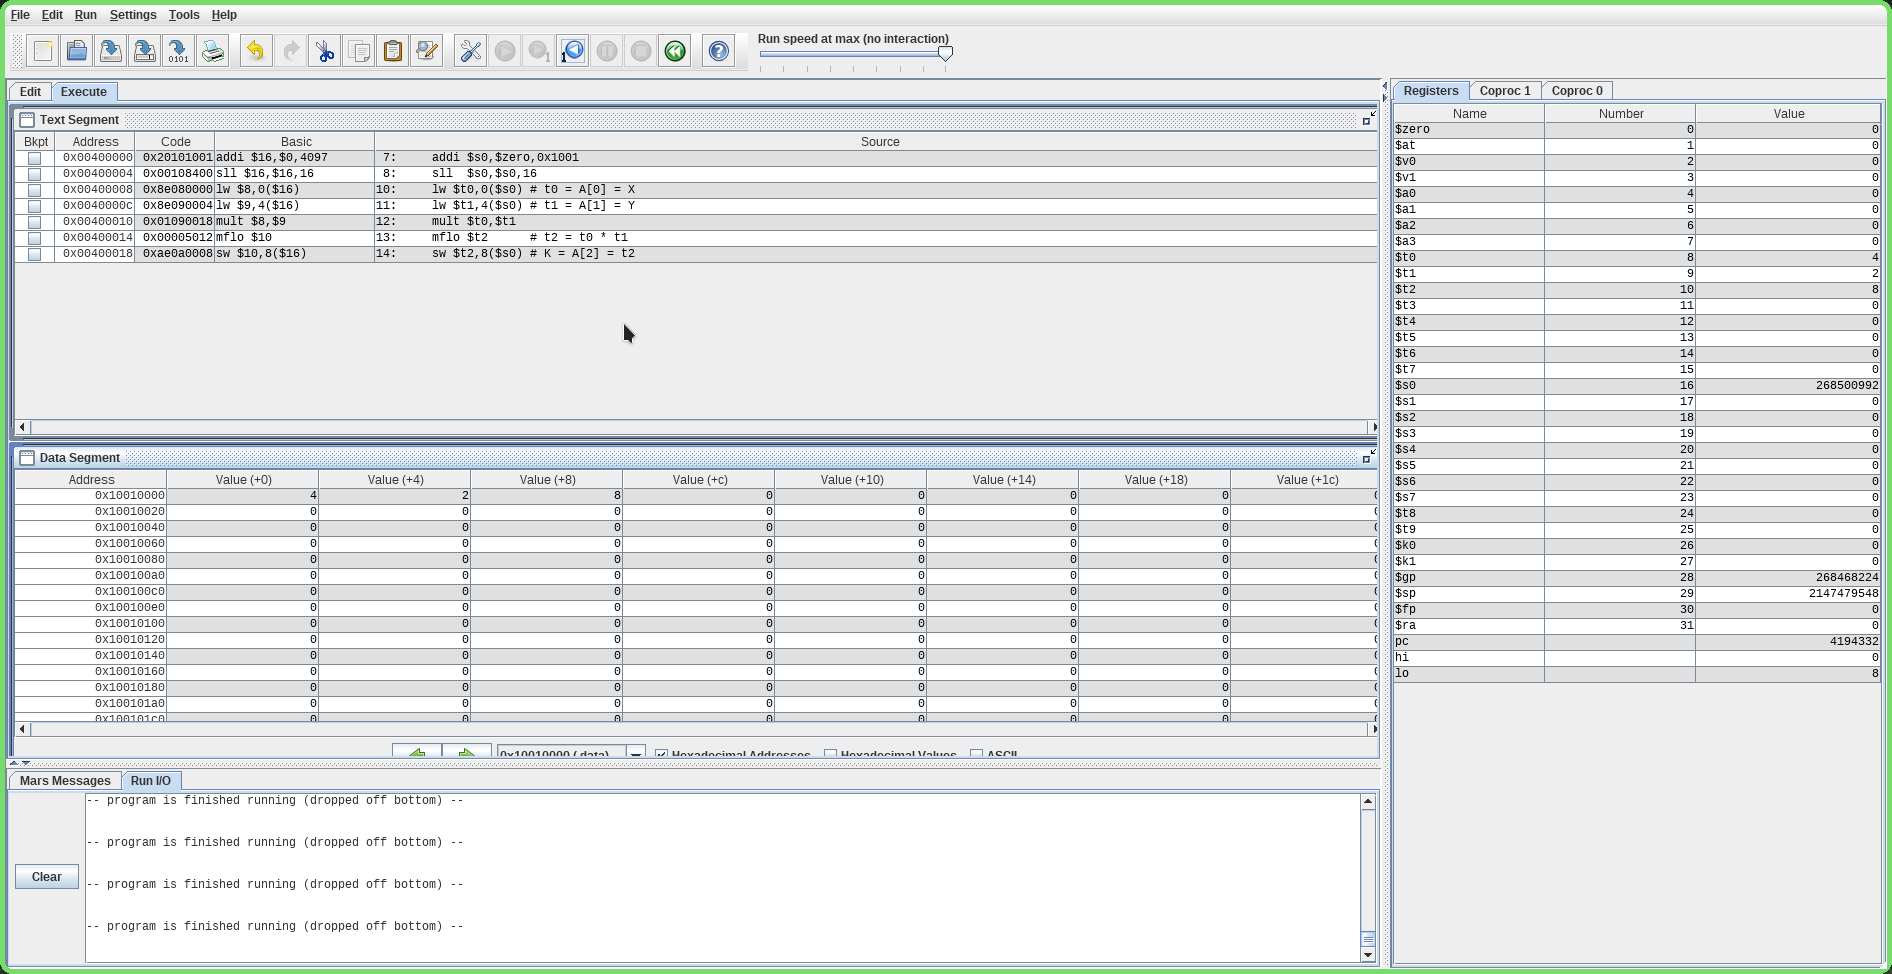 File Edit Run Settings Tools Help
Run speed at max (no interaction)
0101
1
1
Edit Execute
Text Segment
Bkpt Address Code Basic Source
0x00400000 0x20101001 addi $16,$0,4097 7: addi $s0,$zero,0x1001
0x00400004 0x00108400 sll $16,$16,16 8: sll $s0,$s0,16
0x00400008 0x8e080000 lw $8,0($16) 10: lw $t0,0($s0) # t0 = A[0] = X
0x0040000c 0x8e090004 lw $9,4($16) 11: lw $t1,4($s0) # t1 = A[1] = Y
0x00400010 0x01090018 mult $8,$9 12: mult $t0,$t1
0x00400014 0x00005012 mflo $10 13: mflo $t2 # t2 = t0 * t1
0x00400018 0xae0a0008 sw $10,8($16) 14: sw $t2,8($s0) # K = A[2] = t2
Data Segment
Address Value (+0) Value (+4) Value (+8) Value (+c) Value (+10) Value (+14) Value (+18) Value (+1c)
0x10010000 4 2 8 0 0 0 0 0
0x10010020 0 0 0 0 0 0 0 0
0x10010040 0 0 0 0 0 0 0 0
0x10010060 0 0 0 0 0 0 0 0
0x10010080 0 0 0 0 0 0 0 0
0x100100a0 0 0 0 0 0 0 0 0
0x100100c0 0 0 0 0 0 0 0 0
0x100100e0 0 0 0 0 0 0 0 0
0x10010100 0 0 0 0 0 0 0 0
0x10010120 0 0 0 0 0 0 0 0
0x10010140 0 0 0 0 0 0 0 0
0x10010160 0 0 0 0 0 0 0 0
0x10010180 0 0 0 0 0 0 0 0
0x100101a0 0 0 0 0 0 0 0 0
0x100101c0 0 0 0 0 0 0 0 0
0x10010000 (.data) Hexadecimal Addresses Hexadecimal Values ASCII
Mars Messages Run I/O
Clear
-- program is finished running (dropped off bottom) --
-- program is finished running (dropped off bottom) --
-- program is finished running (dropped off bottom) --
-- program is finished running (dropped off bottom) --
Registers Coproc 1 Coproc 0
Name Number Value
$zero 0 0
$at 1 0
$v0 2 0
$v1 3 0
$a0 4 0
$a1 5 0
$a2 6 0
$a3 7 0
$t0 8 4
$t1 9 2
$t2 10 8
$t3 11 0
$t4 12 0
$t5 13 0
$t6 14 0
$t7 15 0
$s0 16 268500992
$s1 17 0
$s2 18 0
$s3 19 0
$s4 20 0
$s5 21 0
$s6 22 0
$s7 23 0
$t8 24 0
$t9 25 0
$k0 26 0
$k1 27 0
$gp 28 268468224
$sp 29 2147479548
$fp 30 0
$ra 31 0
pc 4194332
hi 0
lo 8